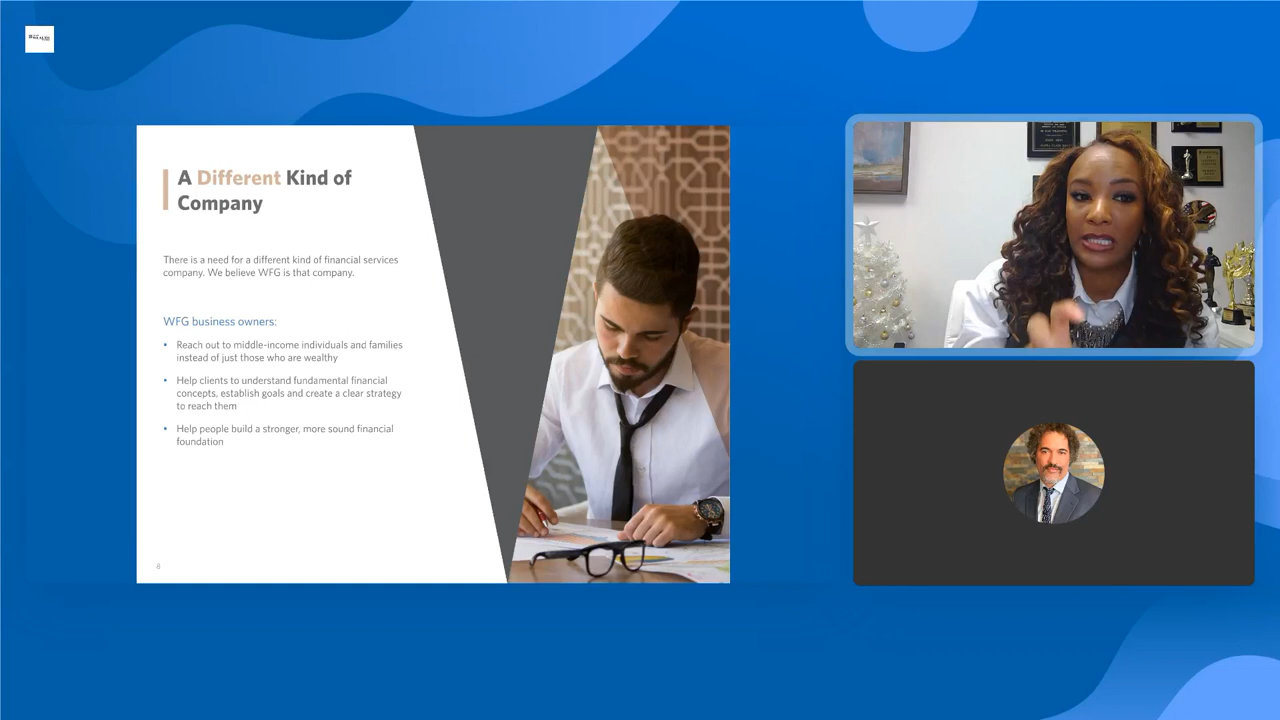 A Different Kind of
Company
There is a need for a different kind of financial services
company. We believe WFG is that company.
WFG business owners:
• Reach out to middle-income individuals and families
instead of just those who are wealthy
• Help clients to understand fundamental financial
concepts, establish goals and create a clear strategy
to reach them
• Help people build a stronger, more sound financial
foundation